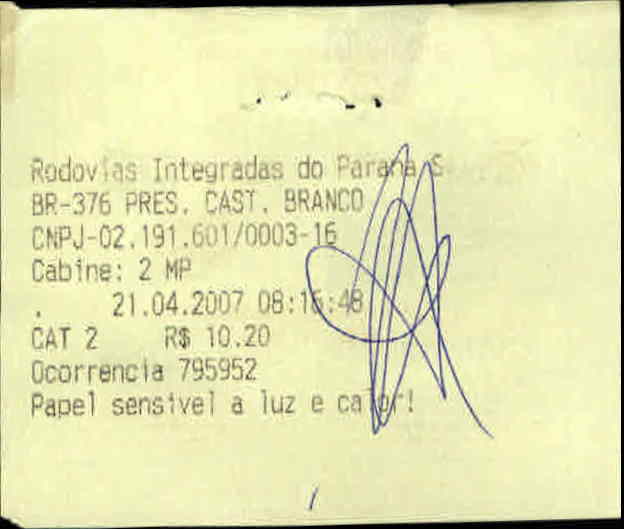 Rodovias Integradas do Parana S
BR-376 PRES. CAST. BRANCO
CNPJ-02.191.601/0003-16
Cabine: 2 MP
. 21.04.2007 08:16:48
CAT 2 R$ 10.20
Ocorrencia 795952
Papel sensivel a luz e calor!